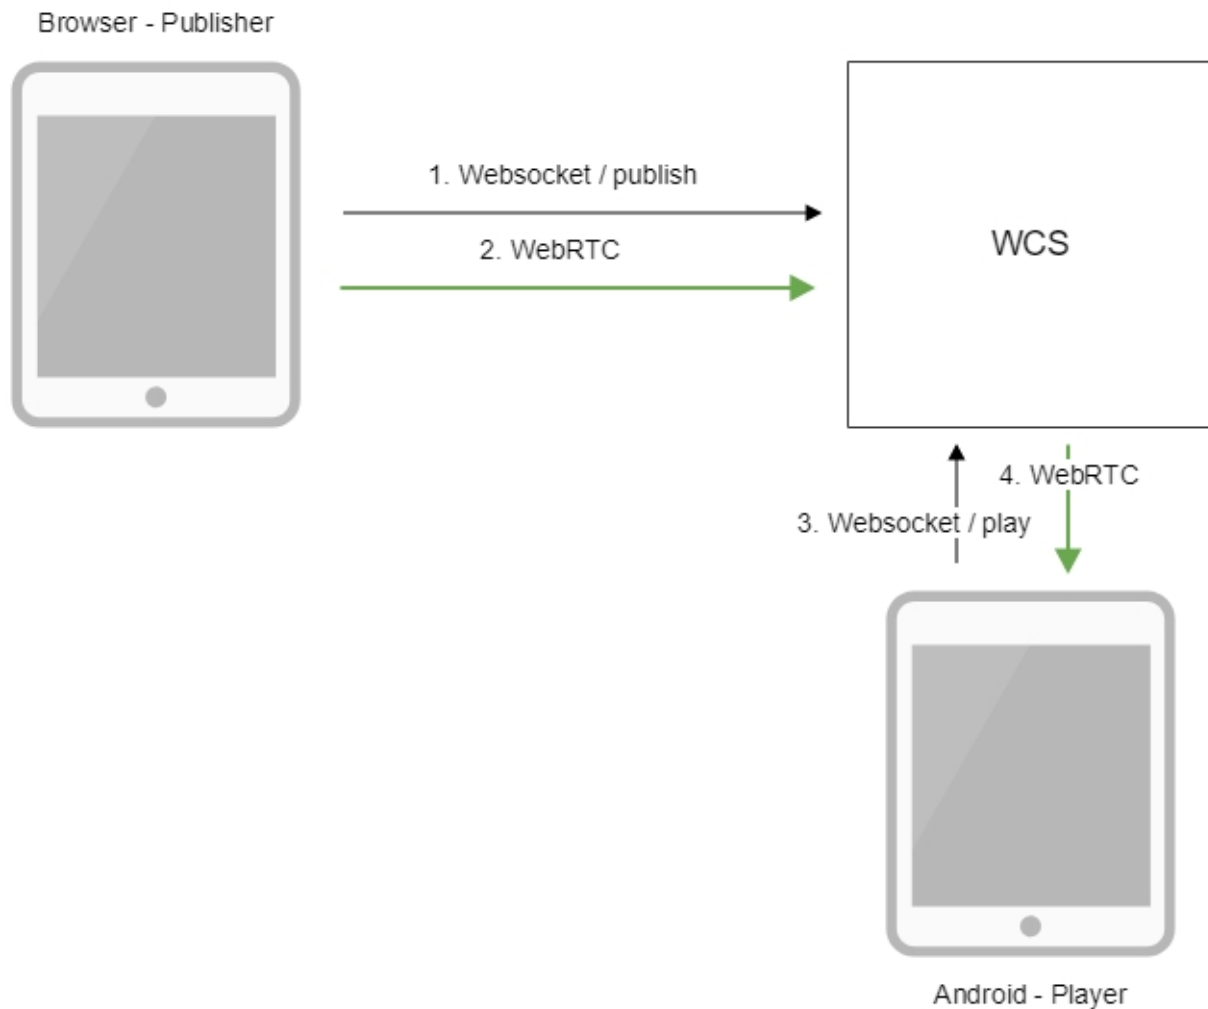 Browser - Publisher
1. Websocket / publish
2. WebRTC
WCS
4. WebRTC
3. Websocket / play
Android - Player